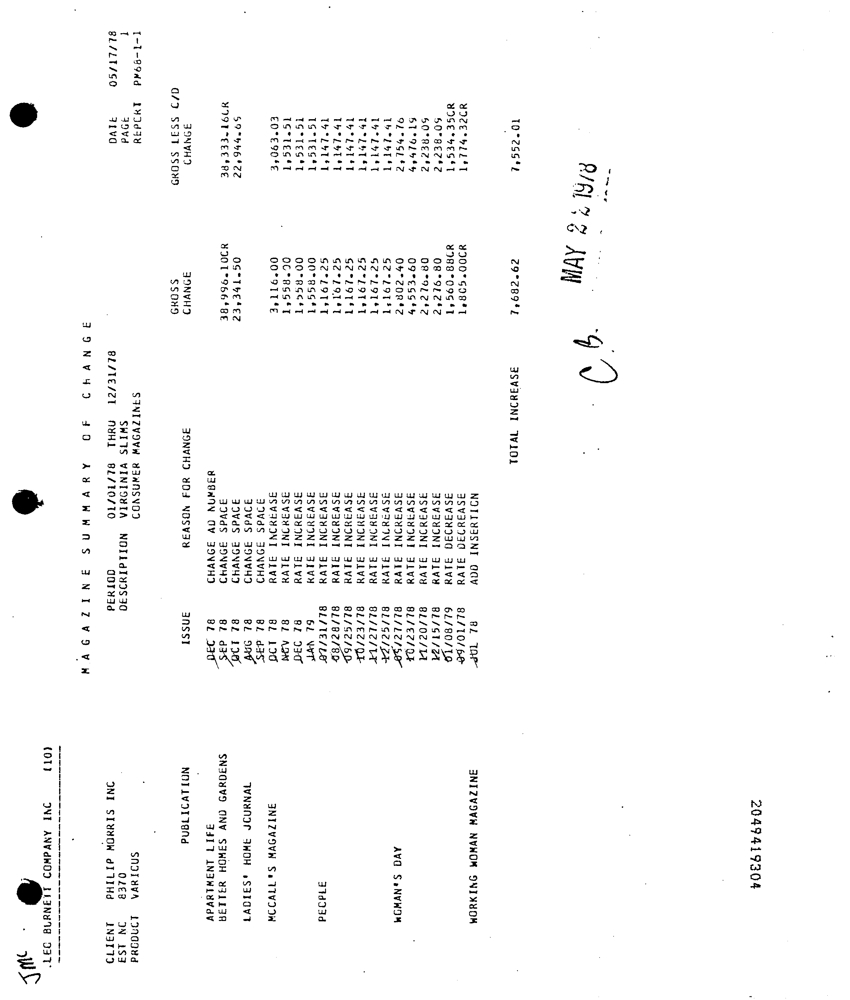 JMC
LEO BURNETT COMPANY INC (10)
MAGAZINE SUMMARY OF CHANGE
DATE 05/17/78
PAGE 1
REPORT PM68-1-1
CLIENT PHILIP MORRIS INC PERIOD 01/01/78 THRU 12/31/78
EST NO 8370 DESCRIPTION VIRGINIA SLIMS
PRODUCT VARIOUS CONSUMER MAGAZINES
PUBLICATION ISSUE REASON FOR CHANGE GROSS CHANGE GROSS LESS C/D CHANGE
APARTMENT LIFE DEC 78 CHANGE AD NUMBER
BETTER HOMES AND GARDENS SEP 78 CHANGE SPACE 38,996.10CR 38,333.16CR
OCT 78 CHANGE SPACE 23,341.50 22,944.65
LADIES' HOME JOURNAL AUG 78 CHANGE SPACE
SEP 78 CHANGE SPACE
MCCALL'S MAGAZINE OCT 78 RATE INCREASE 3,116.00 3,063.03
NOV 78 RATE INCREASE 1,558.00 1,531.51
DEC 78 RATE INCREASE 1,558.00 1,531.51
JAN 79 RATE INCREASE 1,558.00 1,531.51
PEOPLE 07/31/78 RATE INCREASE 1,167.25 1,147.41
08/28/78 RATE INCREASE 1,167.25 1,147.41
09/25/78 RATE INCREASE 1,167.25 1,147.41
10/23/78 RATE INCREASE 1,167.25 1,147.41
11/27/78 RATE INCREASE 1,167.25 1,147.41
12/25/78 RATE INCREASE 1,167.25 1,147.41
WOMAN'S DAY 05/27/78 RATE INCREASE 2,802.40 2,754.76
10/23/78 RATE INCREASE 4,553.60 4,476.19
11/20/78 RATE INCREASE 2,276.80 2,238.09
12/15/78 RATE INCREASE 2,276.80 2,238.09
01/08/79 RATE DECREASE 1,560.88CR 1,534.35CR
09/01/78 RATE DECREASE 1,805.00CR 1,774.32CR
WORKING WOMAN MAGAZINE JUL 78 ADD INSERTION
TOTAL INCREASE 7,682.62 7,552.01
C.B. MAY 22 1978
2049419304